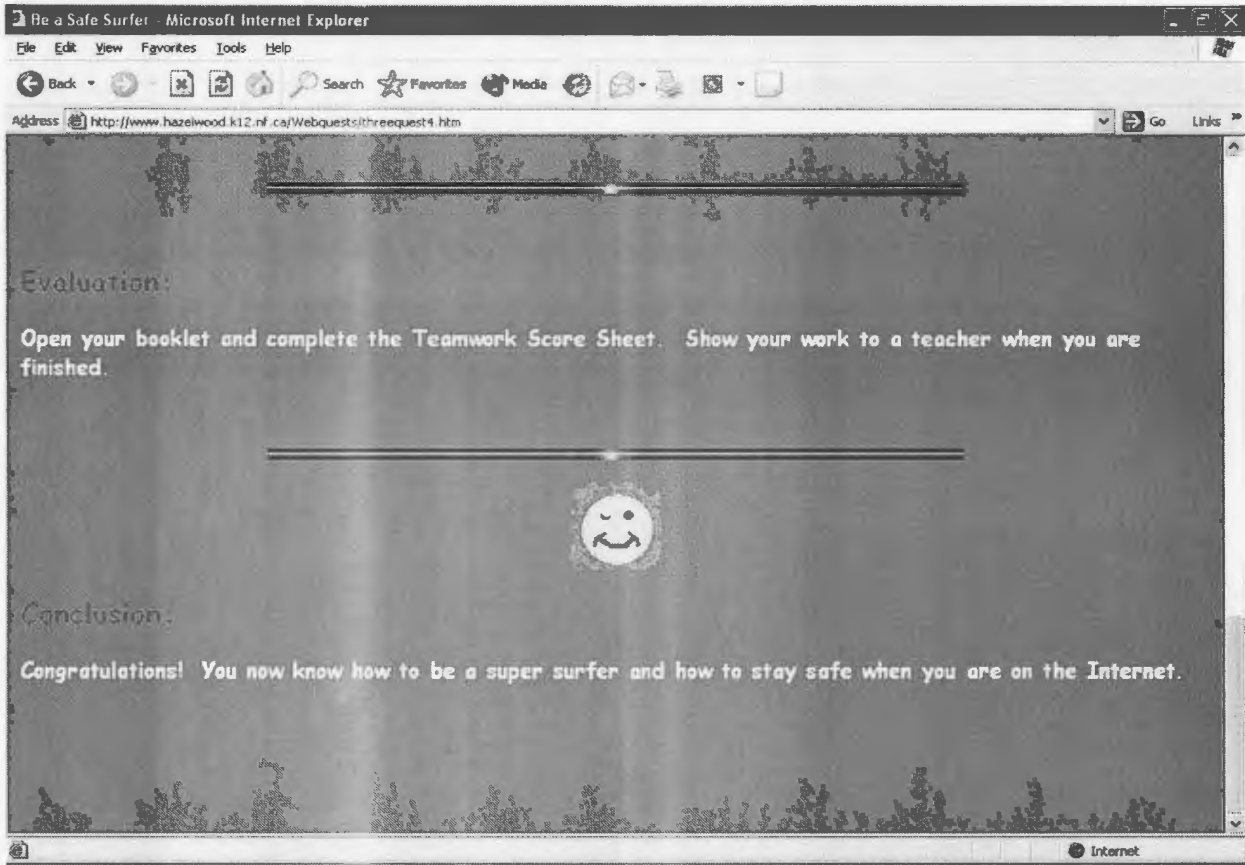 Be a Safe Surfer - Microsoft Internet Explorer
File Edit View Favorites Tools Help
Back Search Favorites Media
Address http://www.hazelwood.k12.nf.ca/Webquests/threequest4.htm Go Links »
Evaluation:
Open your booklet and complete the Teamwork Score Sheet. Show your work to a teacher when you are
finished.
Conclusion:
Congratulations! You now know how to be a super surfer and how to stay safe when you are on the Internet.
Internet